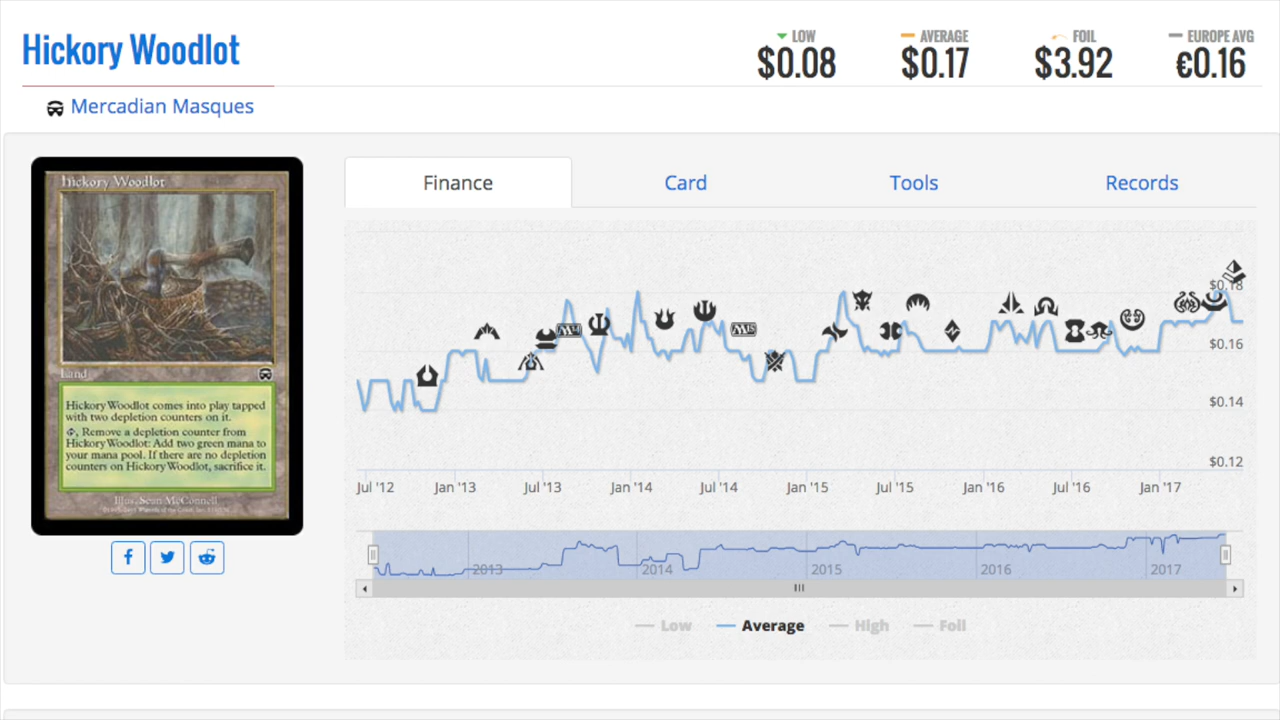 Hickory Woodlot
LOW
$0.08
AVERAGE
$0.17
FOIL
$3.92
EUROPE AVG
€0.16
Mercadian Masques
Hickory Woodlot
Land
Hickory Woodlot comes into play tapped
with two depletion counters on it.
, Remove a depletion counter from
Hickory Woodlot: Add two green mana to
your mana pool. If there are no depletion
counters on Hickory Woodlot, sacrifice it.
Illus. Sean McConnell
Finance
Card
Tools
Records
M14
M15
$0.18
$0.16
$0.14
$0.12
Jul '12
Jan '13
Jul '13
Jan '14
Jul '14
Jan '15
Jul '15
Jan '16
Jul '16
Jan '17
2013
2014
2015
2016
2017
Low
Average
High
Foil